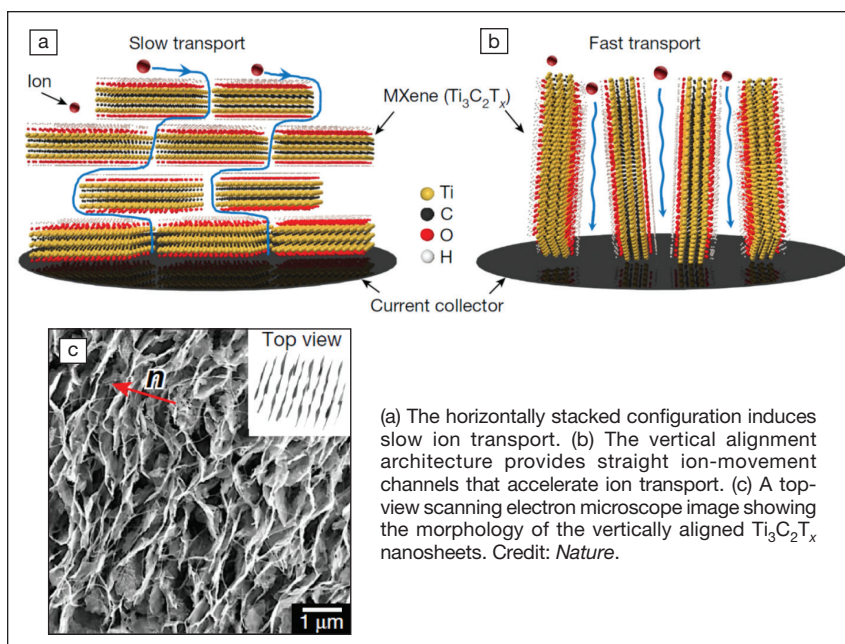 a
Slow transport
Ion
MXene (Ti₃C₂Tₓ)
b
Fast transport
Ti
C
O
H
Current collector
c
n
Top view
1 μm
(a) The horizontally stacked configuration induces
slow ion transport. (b) The vertical alignment
architecture provides straight ion-movement
channels that accelerate ion transport. (c) A top-
view scanning electron microscope image showing
the morphology of the vertically aligned Ti₃C₂Tₓ
nanosheets. Credit: Nature.